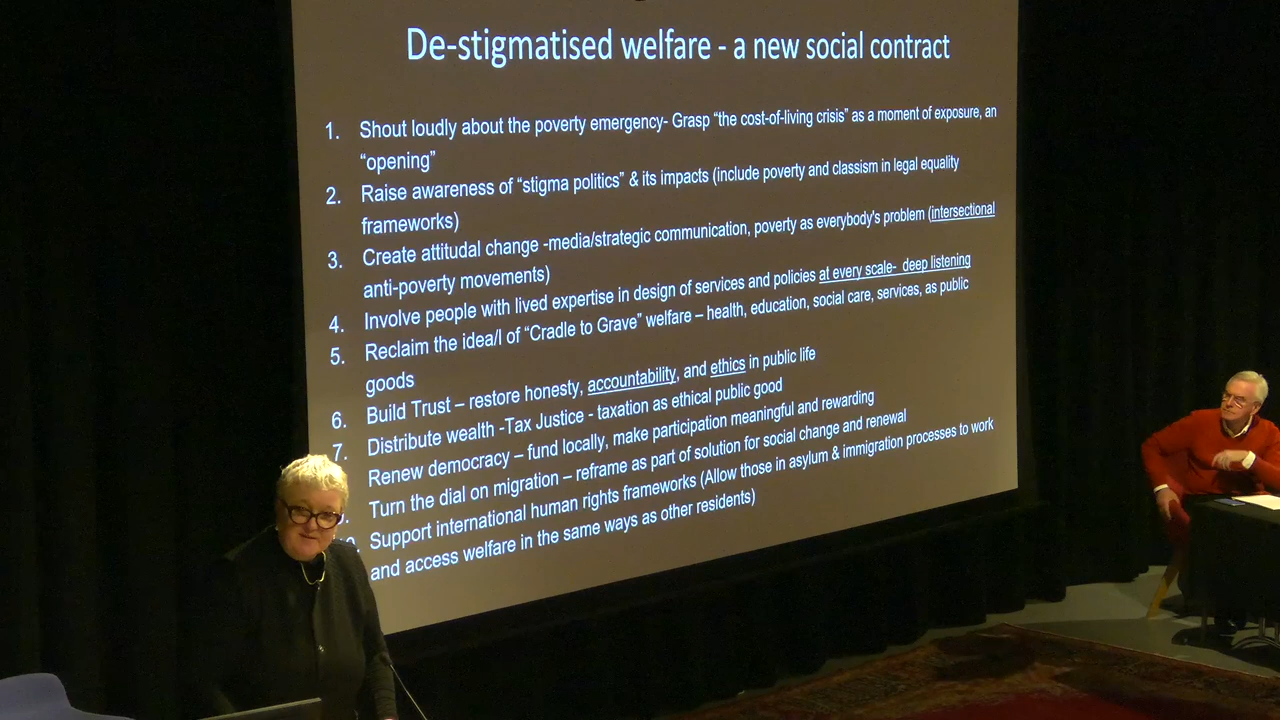 De-stigmatised welfare - a new social contract
1. Shout loudly about the poverty emergency- Grasp “the cost-of-living crisis” as a moment of exposure, an
“opening”
2. Raise awareness of “stigma politics” & its impacts (include poverty and classism in legal equality
frameworks)
3. Create attitudal change -media/strategic communication, poverty as everybody's problem (intersectional
anti-poverty movements)
4. Involve people with lived expertise in design of services and policies at every scale- deep listening
5. Reclaim the idea/l of “Cradle to Grave” welfare – health, education, social care, services, as public
goods
6. Build Trust – restore honesty, accountability, and ethics in public life
7. Distribute wealth -Tax Justice - taxation as ethical public good
Renew democracy – fund locally, make participation meaningful and rewarding
Turn the dial on migration – reframe as part of solution for social change and renewal
Support international human rights frameworks (Allow those in asylum & immigration processes to work
and access welfare in the same ways as other residents)